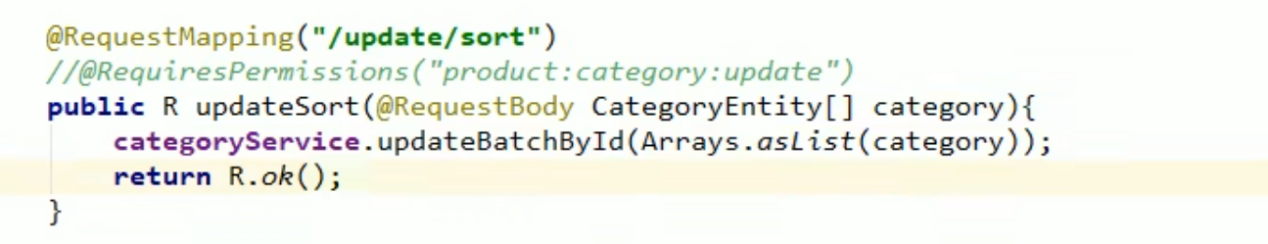 @RequestMapping("/update/sort")
//@RequiresPermissions("product:category:update")
public R updateSort(@RequestBody CategoryEntity[] category){
    categoryService.updateBatchById(Arrays.asList(category));
    return R.ok();
}